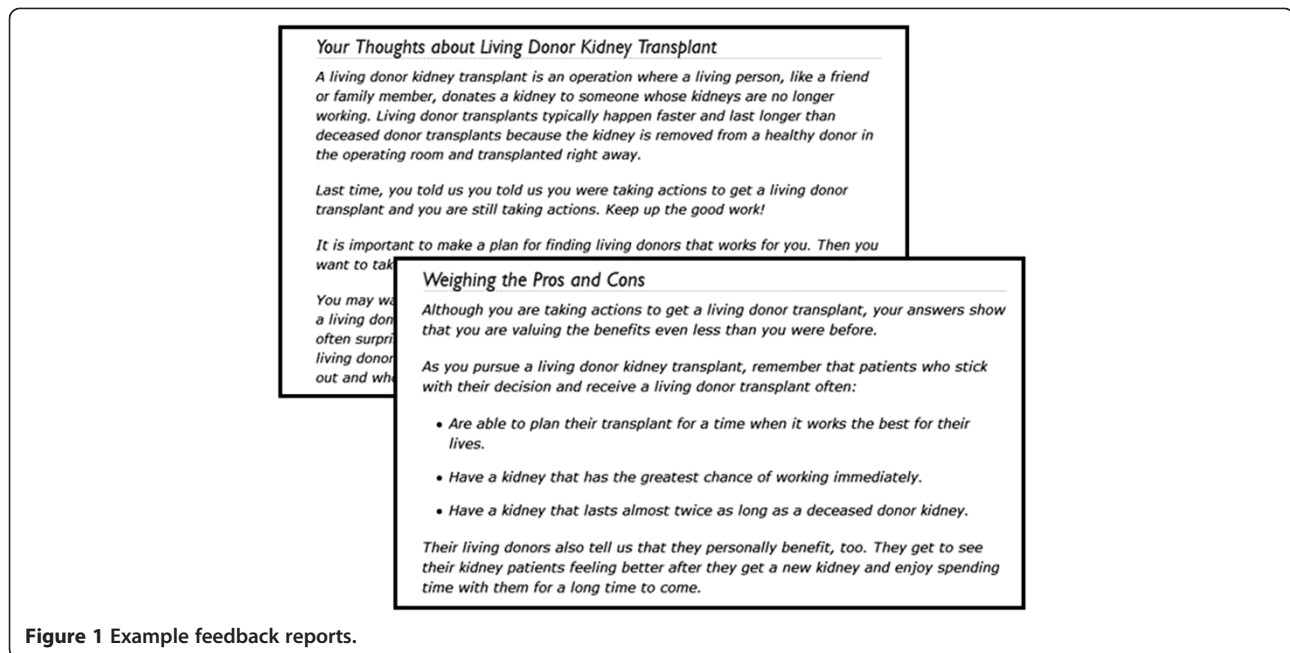 Your Thoughts about Living Donor Kidney Transplant
A living donor kidney transplant is an operation where a living person, like a friend
or family member, donates a kidney to someone whose kidneys are no longer
working. Living donor transplants typically happen faster and last longer than
deceased donor transplants because the kidney is removed from a healthy donor in
the operating room and transplanted right away.
Last time, you told us you told us you were taking actions to get a living donor
transplant and you are still taking actions. Keep up the good work!
It is important to make a plan for finding living donors that works for you. Then you
want to
You may
a living
often
living donor
out and
Weighing the Pros and Cons
Although you are taking actions to get a living donor transplant, your answers show
that you are valuing the benefits even less than you were before.
As you pursue a living donor kidney transplant, remember that patients who stick
with their decision and receive a living donor transplant often:
• Are able to plan their transplant for a time when it works the best for their
lives.
• Have a kidney that has the greatest chance of working immediately.
• Have a kidney that lasts almost twice as long as a deceased donor kidney.
Their living donors also tell us that they personally benefit, too. They get to see
their kidney patients feeling better after they get a new kidney and enjoy spending
time with them for a long time to come.
Figure 1 Example feedback reports.